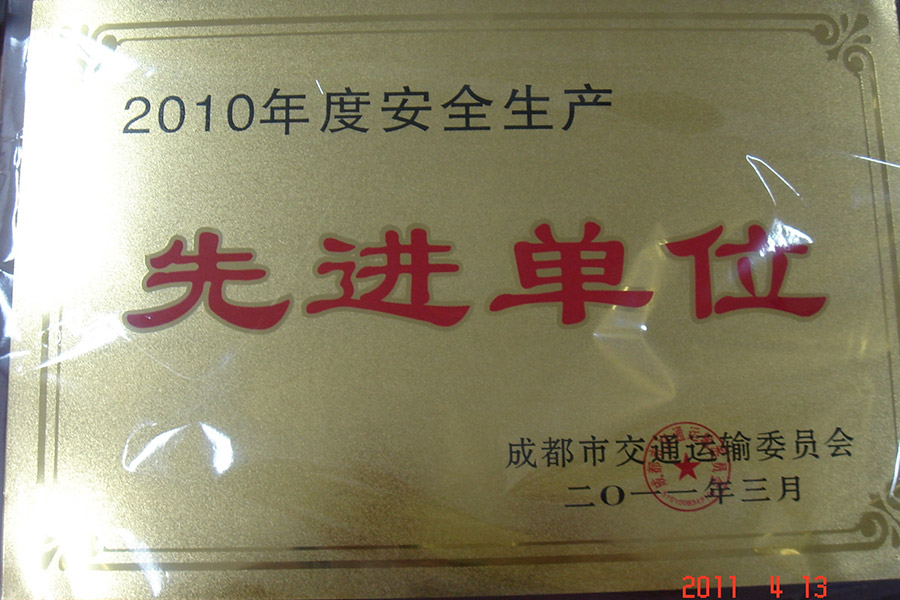 2010年度安全生产
先进单位
成都市交通运输委员会
二〇一一年三月
2011 4 13